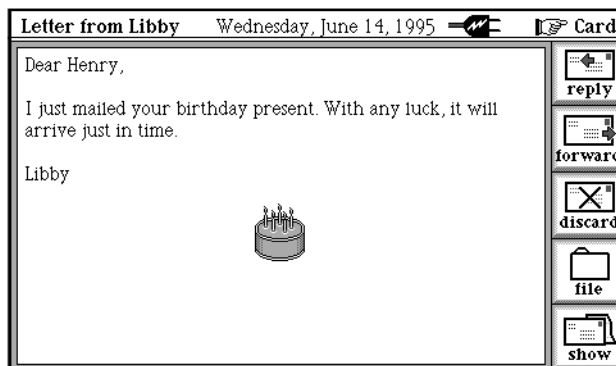 Letter from Libby Wednesday, June 14, 1995 Card
Dear Henry,
I just mailed your birthday present. With any luck, it will
arrive just in time.
Libby
reply
forward
discard
file
show